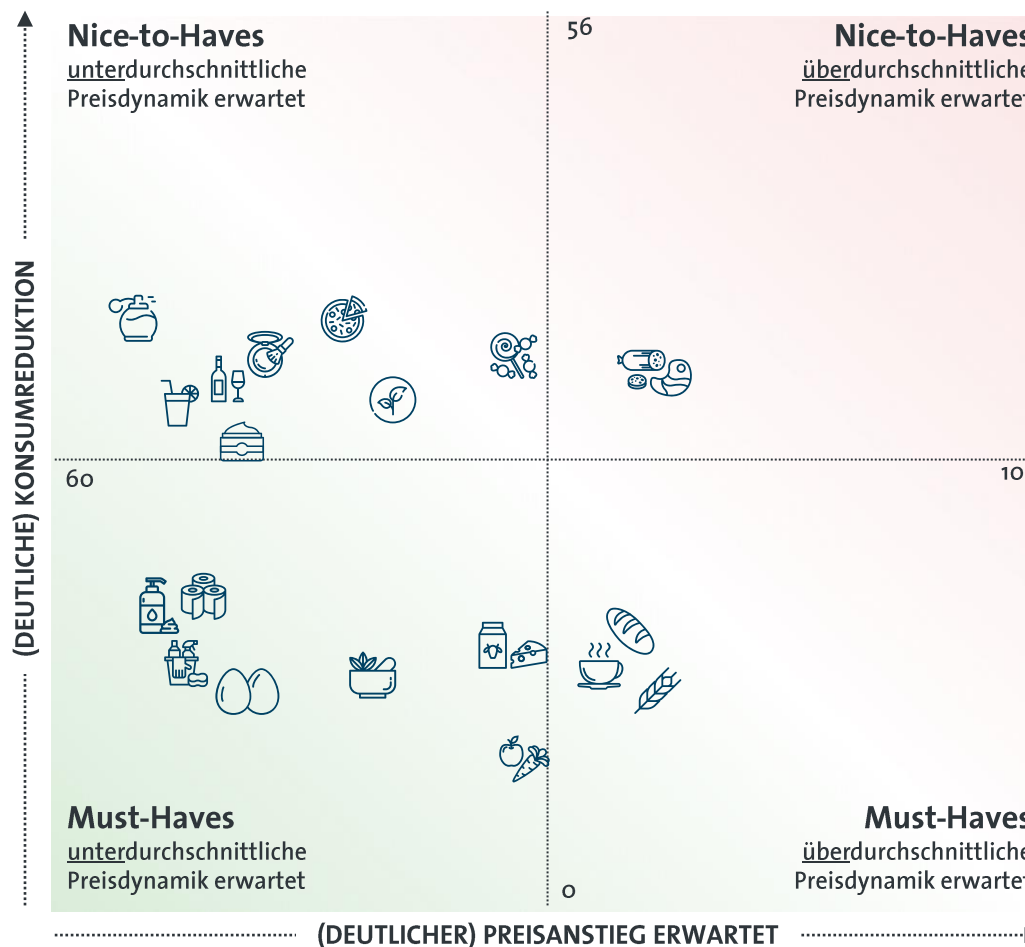 Nice-to-Haves
unterdurchschnittliche
Preisdynamik erwartet
56
Nice-to-Haves
überdurchschnittliche
Preisdynamik erwartet
(DEUTLICHE) KONSUMREDUKTION
60
10
Must-Haves
unterdurchschnittliche
Preisdynamik erwartet
0
Must-Haves
überdurchschnittliche
Preisdynamik erwartet
(DEUTLICHER) PREISANSTIEG ERWARTET